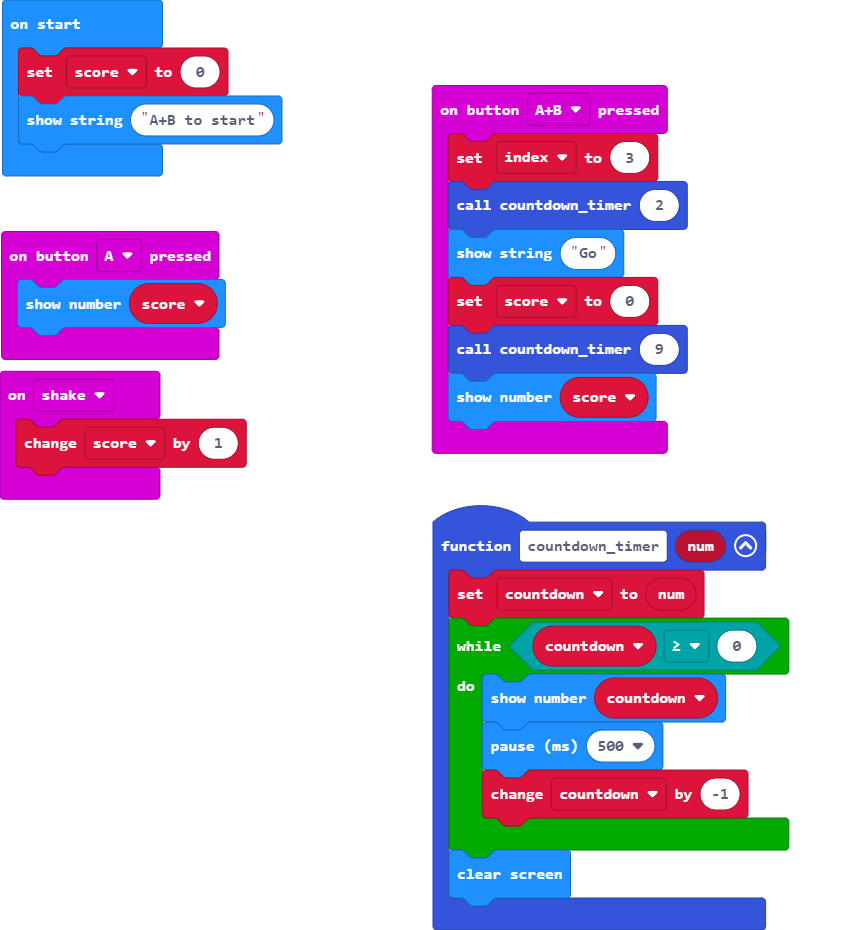 on start
set score to 0
show string "A+B to start"
on button A pressed
show number score
on shake
change score by 1
on button A+B pressed
set index to 3
call countdown_timer 2
show string "Go"
set score to 0
call countdown_timer 9
show number score
function countdown_timer num
set countdown to num
while countdown ≥ 0
do
show number countdown
pause (ms) 500
change countdown by -1
clear screen